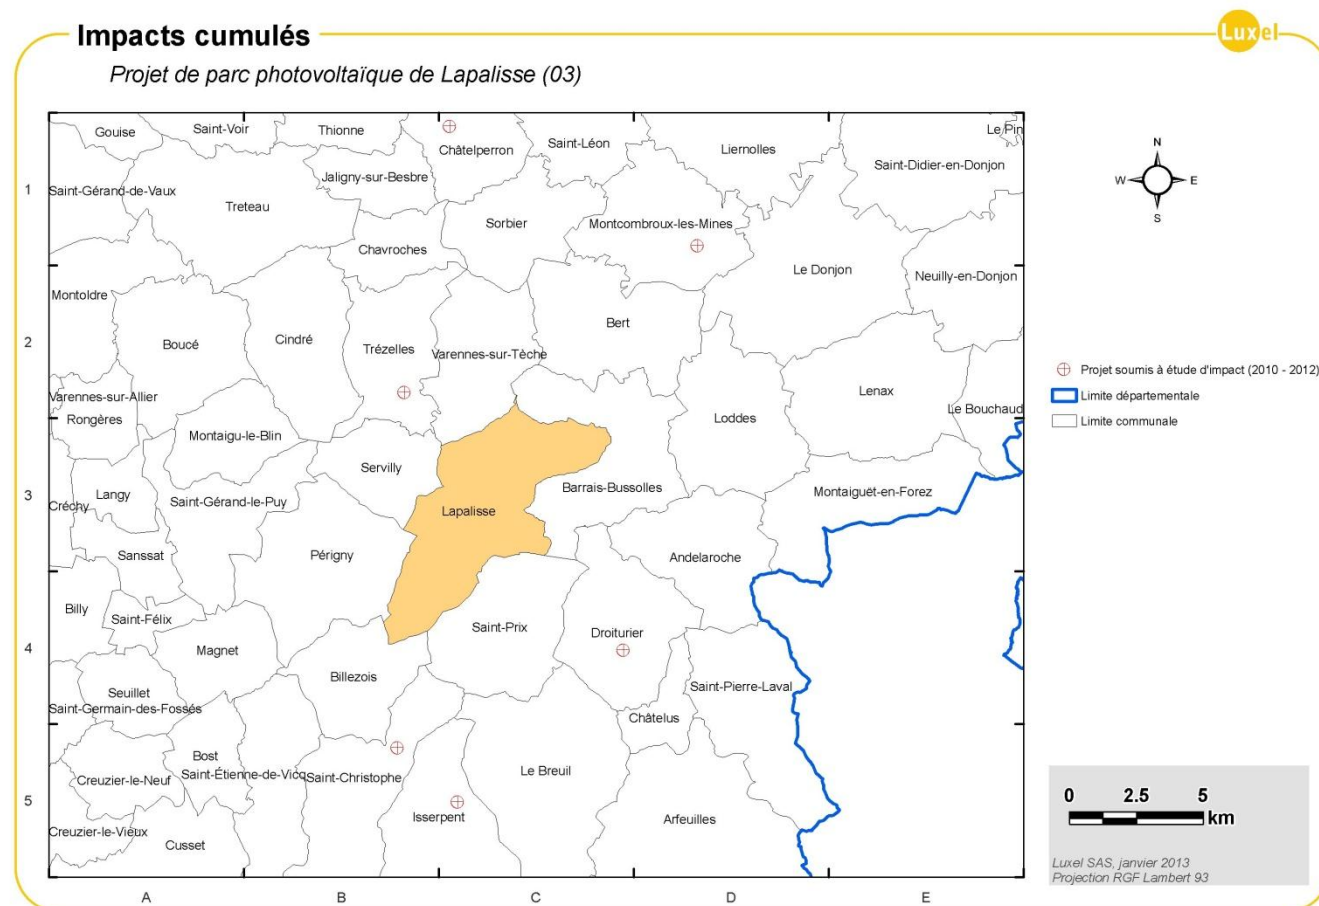 Impacts cumulés
Luxel
Projet de parc photovoltaïque de Lapalisse (03)
Gouise
Saint-Voir
Thionne
Châtelperron
Saint-Léon
Liernolles
Le Pin
Saint-Didier-en-Donjon
N
W
E
S
1
Saint-Gérand-de-Vaux
Jaligny-sur-Besbre
Treteau
Sorbier
Montcombroux-les-Mines
Chavroches
Le Donjon
Neuilly-en-Donjon
Montoldre
Bert
2
Boucé
Cindré
Trézelles
Varennes-sur-Tèche
Projet soumis à étude d'impact (2010 - 2012)
Limite départementale
Limite communale
Varennes-sur-Allier
Rongères
Lenax
Le Bouchaud
Loddes
Montaigu-le-Blin
Servilly
3
Langy
Créchy
Saint-Gérand-le-Puy
Lapalisse
Barrais-Bussolles
Montaiguët-en-Forez
Sanssat
Périgny
Andelaroche
Billy
Saint-Félix
Saint-Prix
Droiturier
4
Magnet
Billezois
Seuillet
Saint-Germain-des-Fossés
Saint-Pierre-Laval
Châtelus
Bost
Saint-Étienne-de-Vicq
Creuzier-le-Neuf
Saint-Christophe
Le Breuil
5
Isserpent
Arfeuilles
Creuzier-le-Vieux
Cusset
0 2.5 5
km
Luxel SAS, janvier 2013
Projection RGF Lambert 93
A B C D E